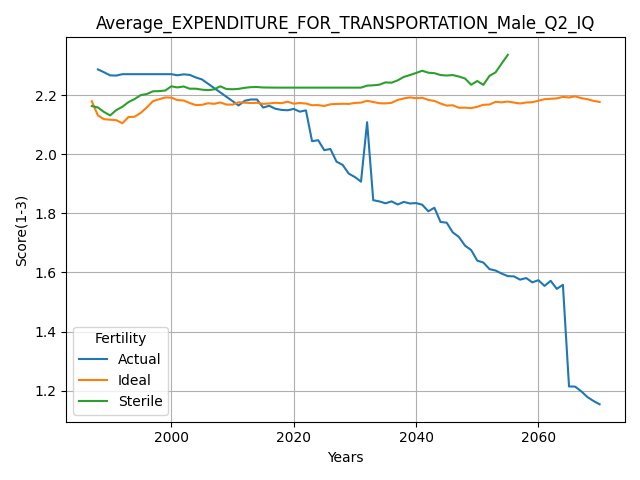 Average_EXPENDITURE_FOR_TRANSPORTATION_Male_Q2_IQ
Score(1-3)
2.2
2.0
1.8
1.6
1.4
1.2
Fertility
Actual
Ideal
Sterile
2000
2020
2040
2060
Years